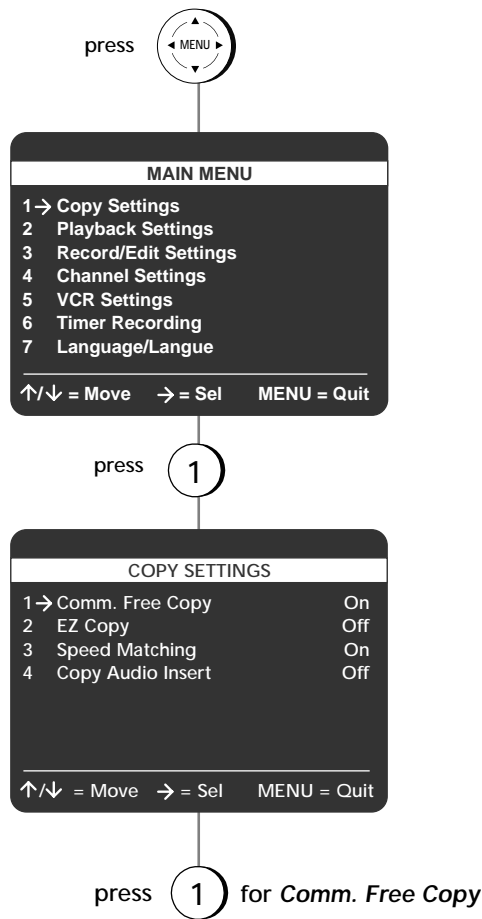 press MENU
MAIN MENU
1→ Copy Settings
2 Playback Settings
3 Record/Edit Settings
4 Channel Settings
5 VCR Settings
6 Timer Recording
7 Language/Langue
↑/↓ = Move → = Sel MENU = Quit
press 1
COPY SETTINGS
1→ Comm. Free Copy On
2 EZ Copy Off
3 Speed Matching On
4 Copy Audio Insert Off
↑/↓ = Move → = Sel MENU = Quit
press 1 for Comm. Free Copy